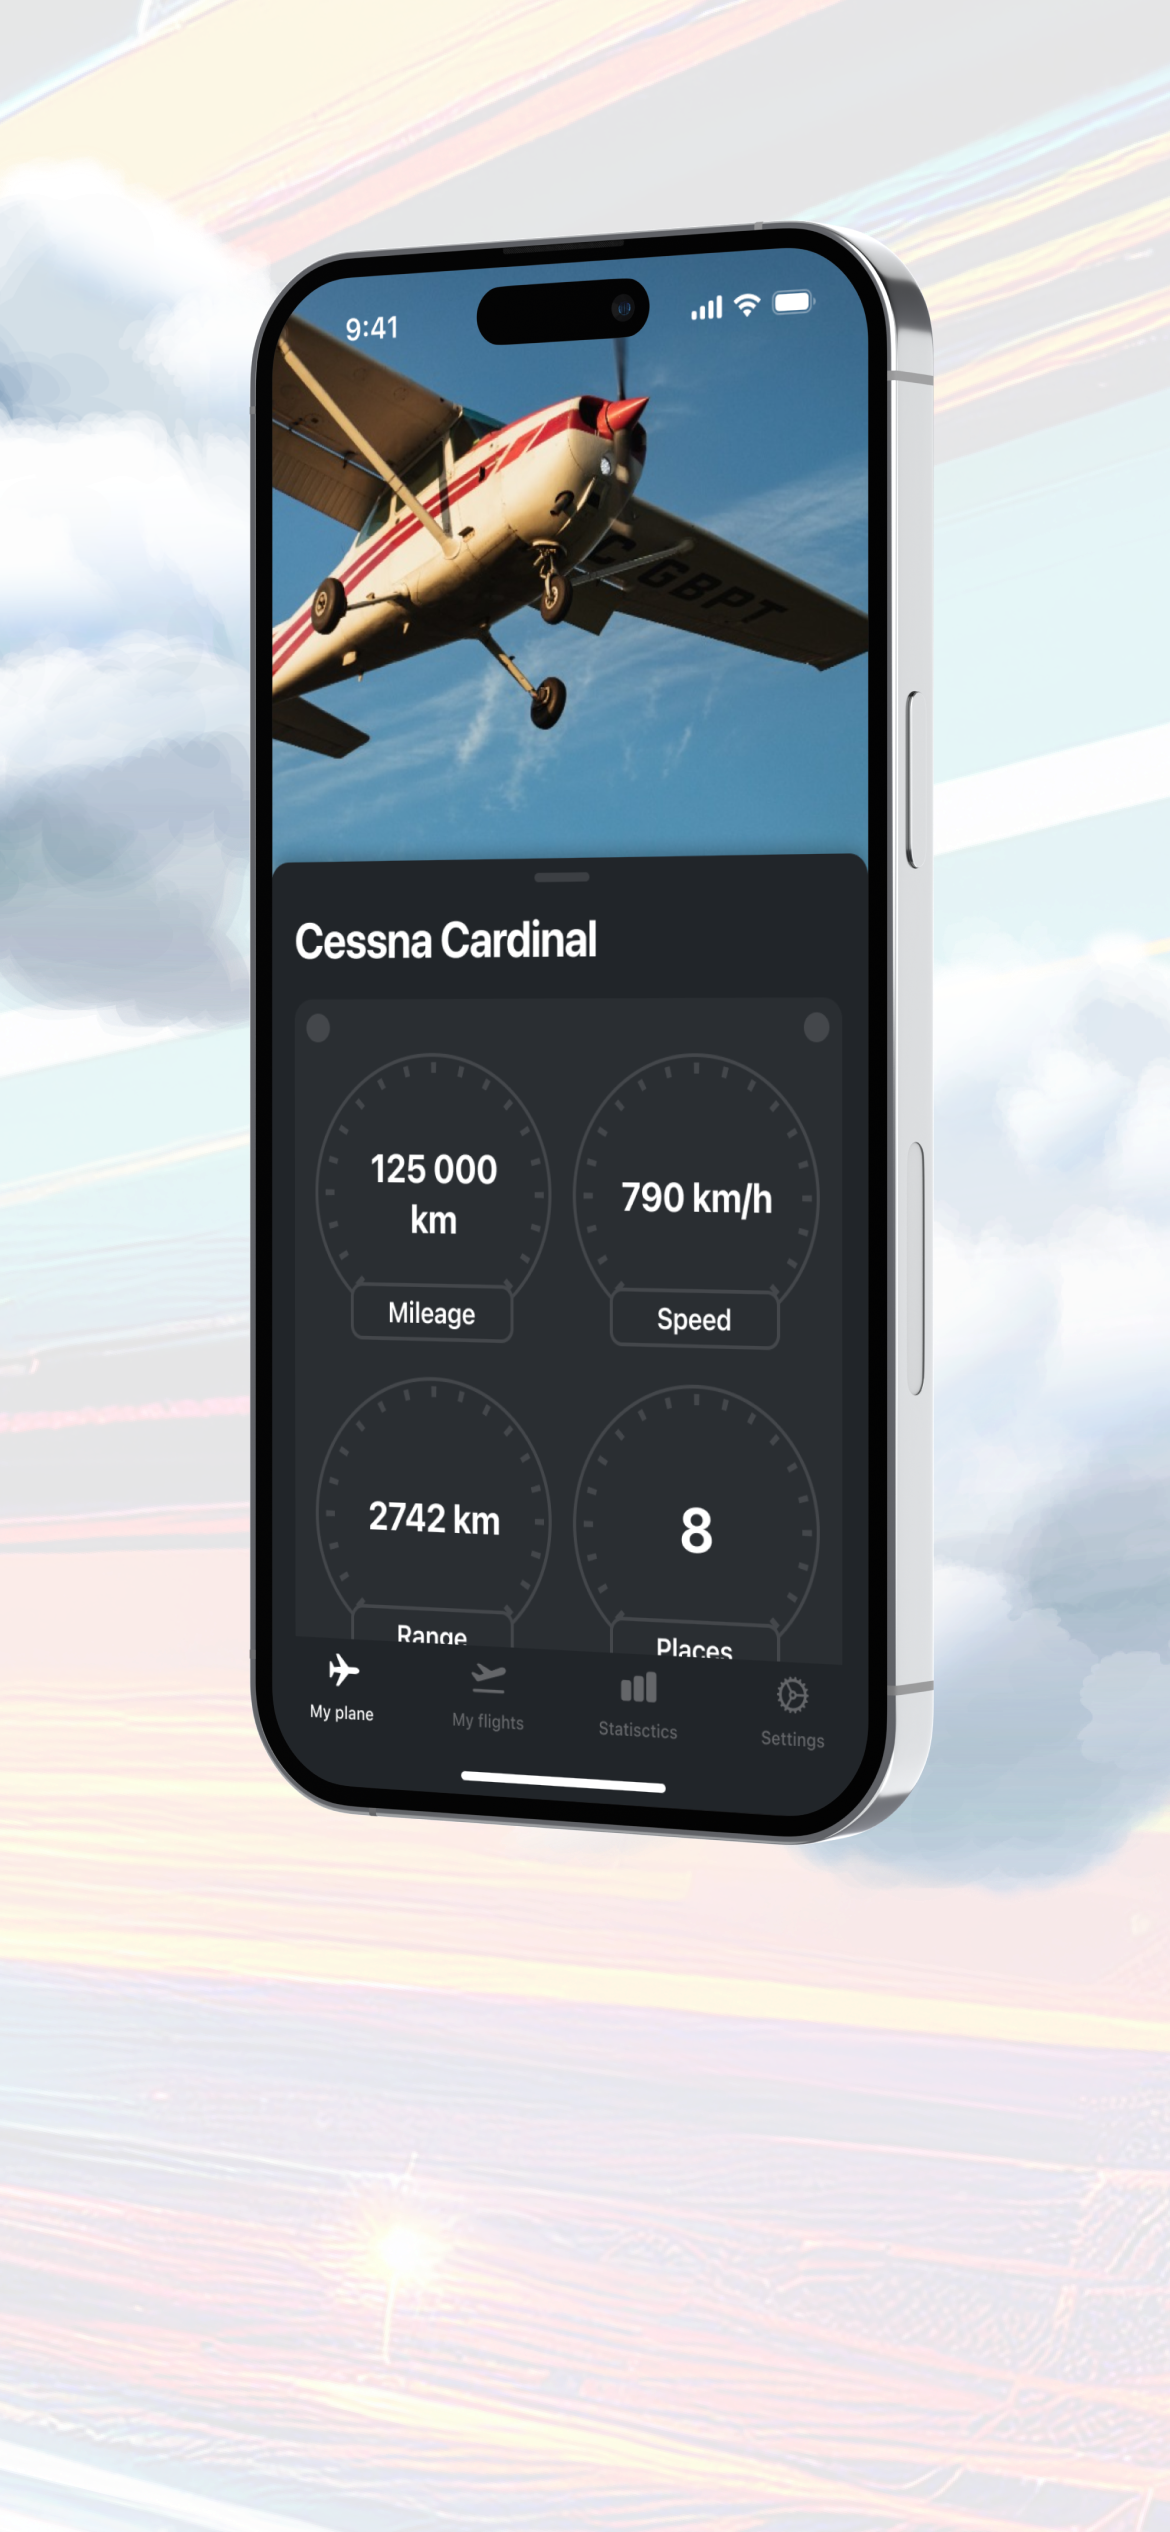 9:41
C GBPT
Cessna Cardinal
125 000
km
790 km/h
Mileage
Speed
2742 km
8
Range
Places
My plane
My flights
Statisctics
Settings